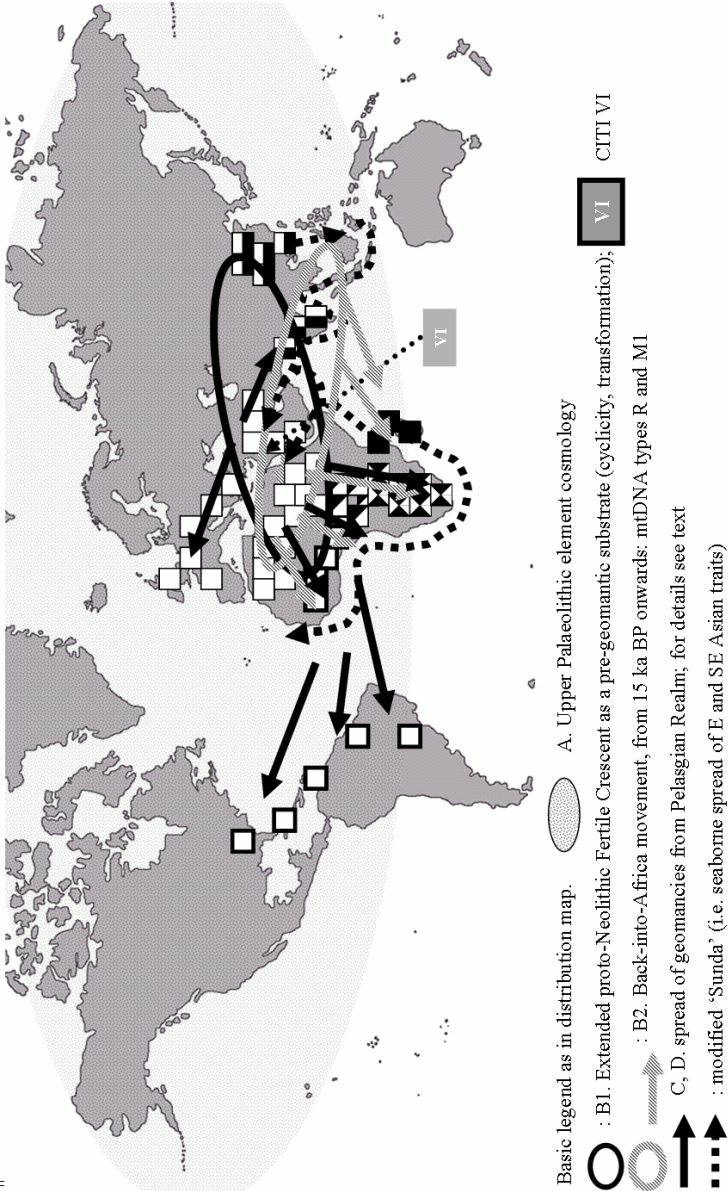 VI
Basic legend as in distribution map. A. Upper Palaeolithic element cosmology
: B1. Extended proto-Neolithic Fertile Crescent as a pre-geomantic substrate (cyclicity, transformation); VI CITI VI
: B2. Back-into-Africa movement, from 15 ka BP onwards: mtDNA types R and M1
C, D. spread of geomancies from Pelasgian Realm; for details see text
: modified ‘Sunda’ (i.e. seaborne spread of E and SE Asian traits)